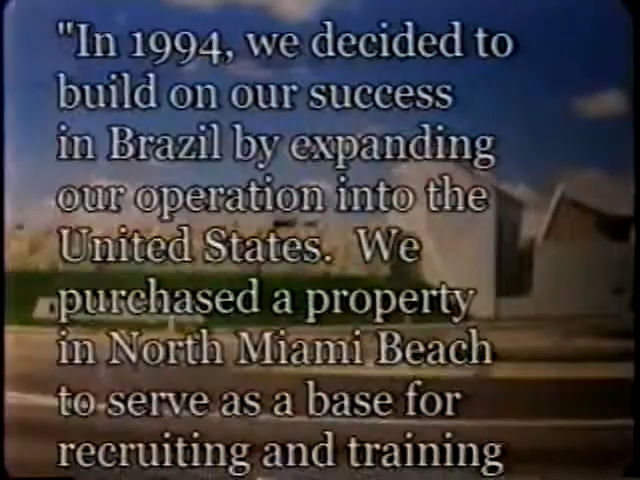 "In 1994, we decided to
build on our success
in Brazil by expanding
our operation into the
United States.  We
purchased a property
in North Miami Beach
to serve as a base for
recruiting and training